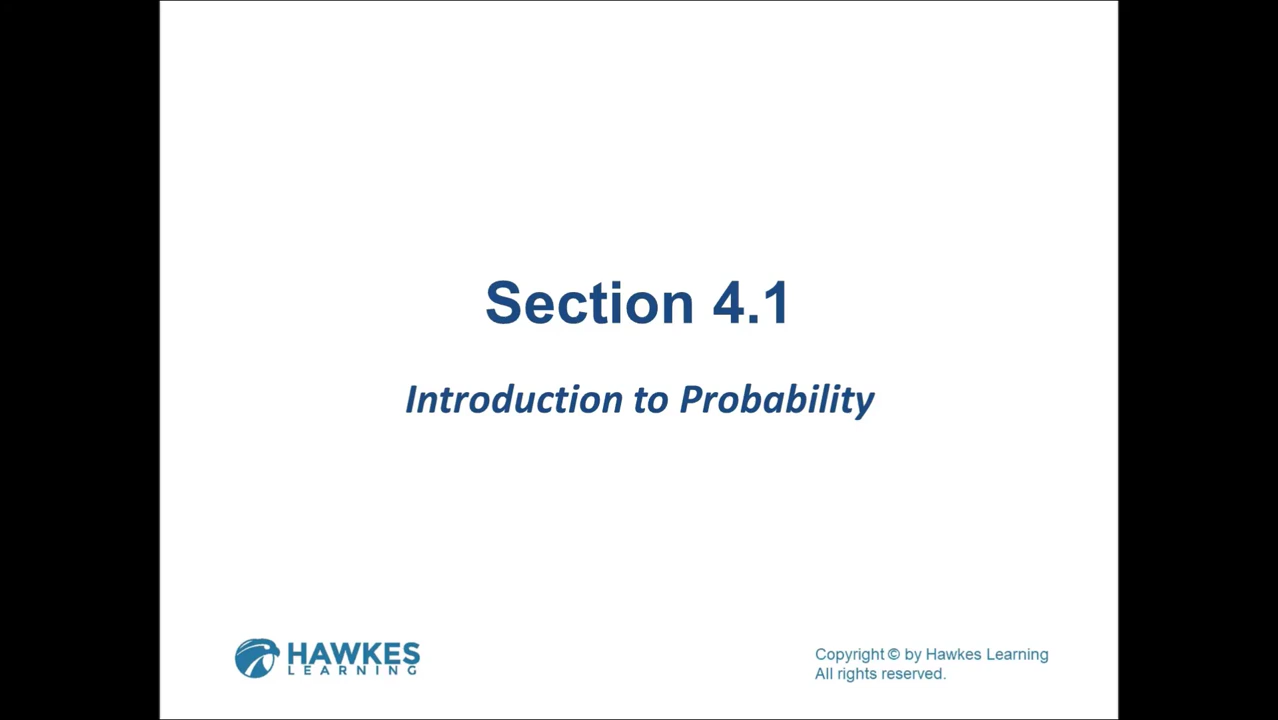 Section 4.1
Introduction to Probability
HAWKES
LEARNING
Copyright © by Hawkes Learning
All rights reserved.